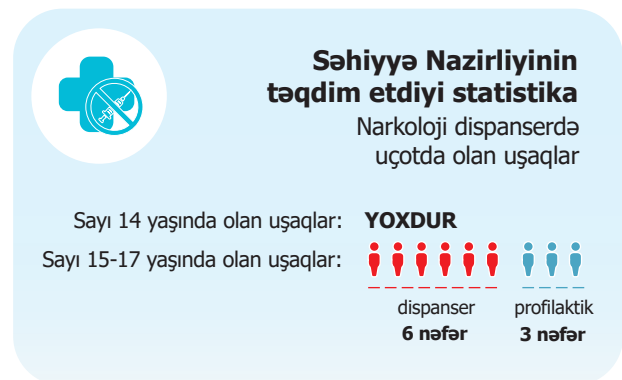 Səhiyyə Nazirliyinin
təqdim etdiyi statistika
Narkoloji dispanserdə
uçotda olan uşaqlar
Sayı 14 yaşında olan uşaqlar: YOXDUR
Sayı 15-17 yaşında olan uşaqlar:
dispanser profilaktik
6 nəfər 3 nəfər